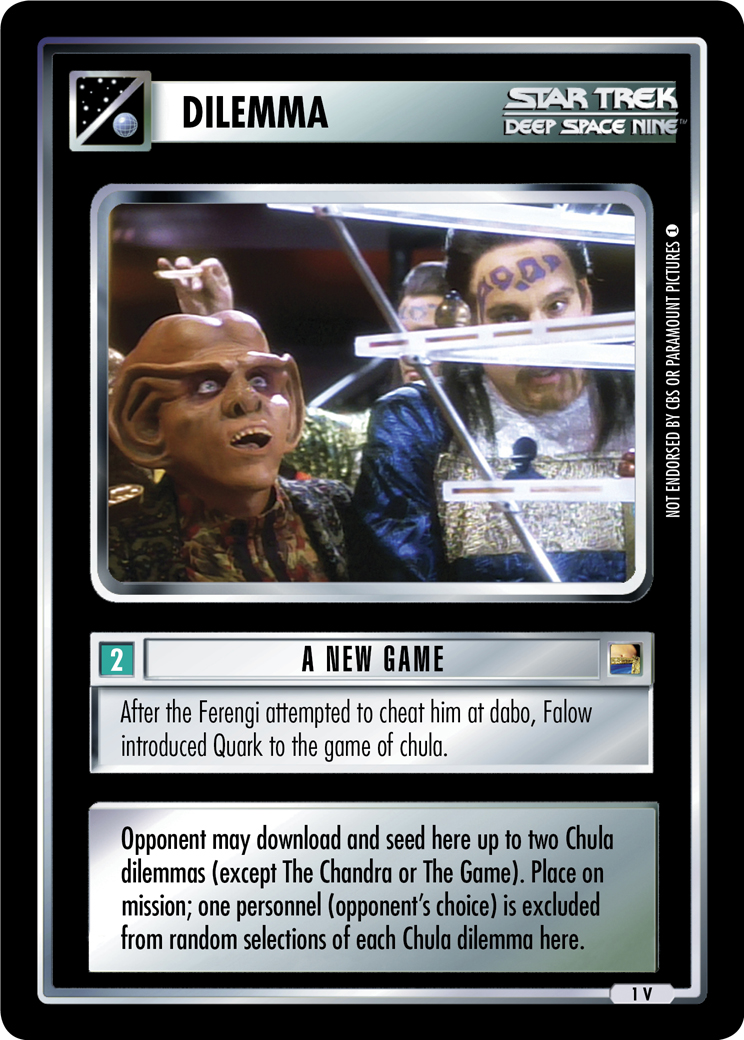 DILEMMA
STAR TREK
DEEP SPACE NINE™
NOT ENDORSED BY CBS OR PARAMOUNT PICTURES 1
2
A NEW GAME
After the Ferengi attempted to cheat him at dabo, Falow
introduced Quark to the game of chula.
Opponent may download and seed here up to two Chula
dilemmas (except The Chandra or The Game). Place on
mission; one personnel (opponent's choice) is excluded
from random selections of each Chula dilemma here.
1 V